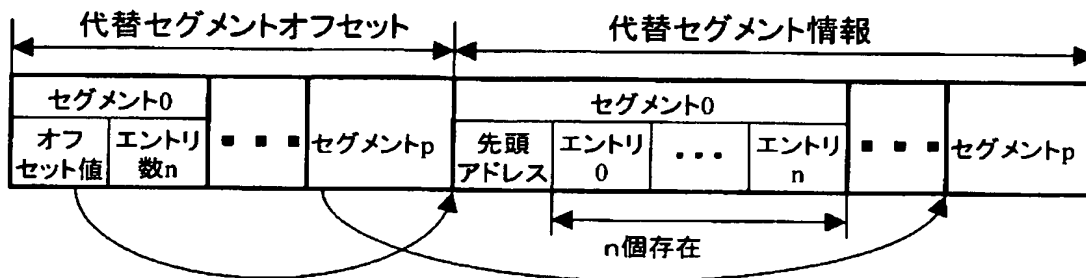 代替セグメントオフセット
代替セグメント情報
セグメント0
オフ
セット値
エントリ
数n
セグメントp
セグメント0
先頭
アドレス
エントリ
0
エントリ
n
セグメントp
n個存在